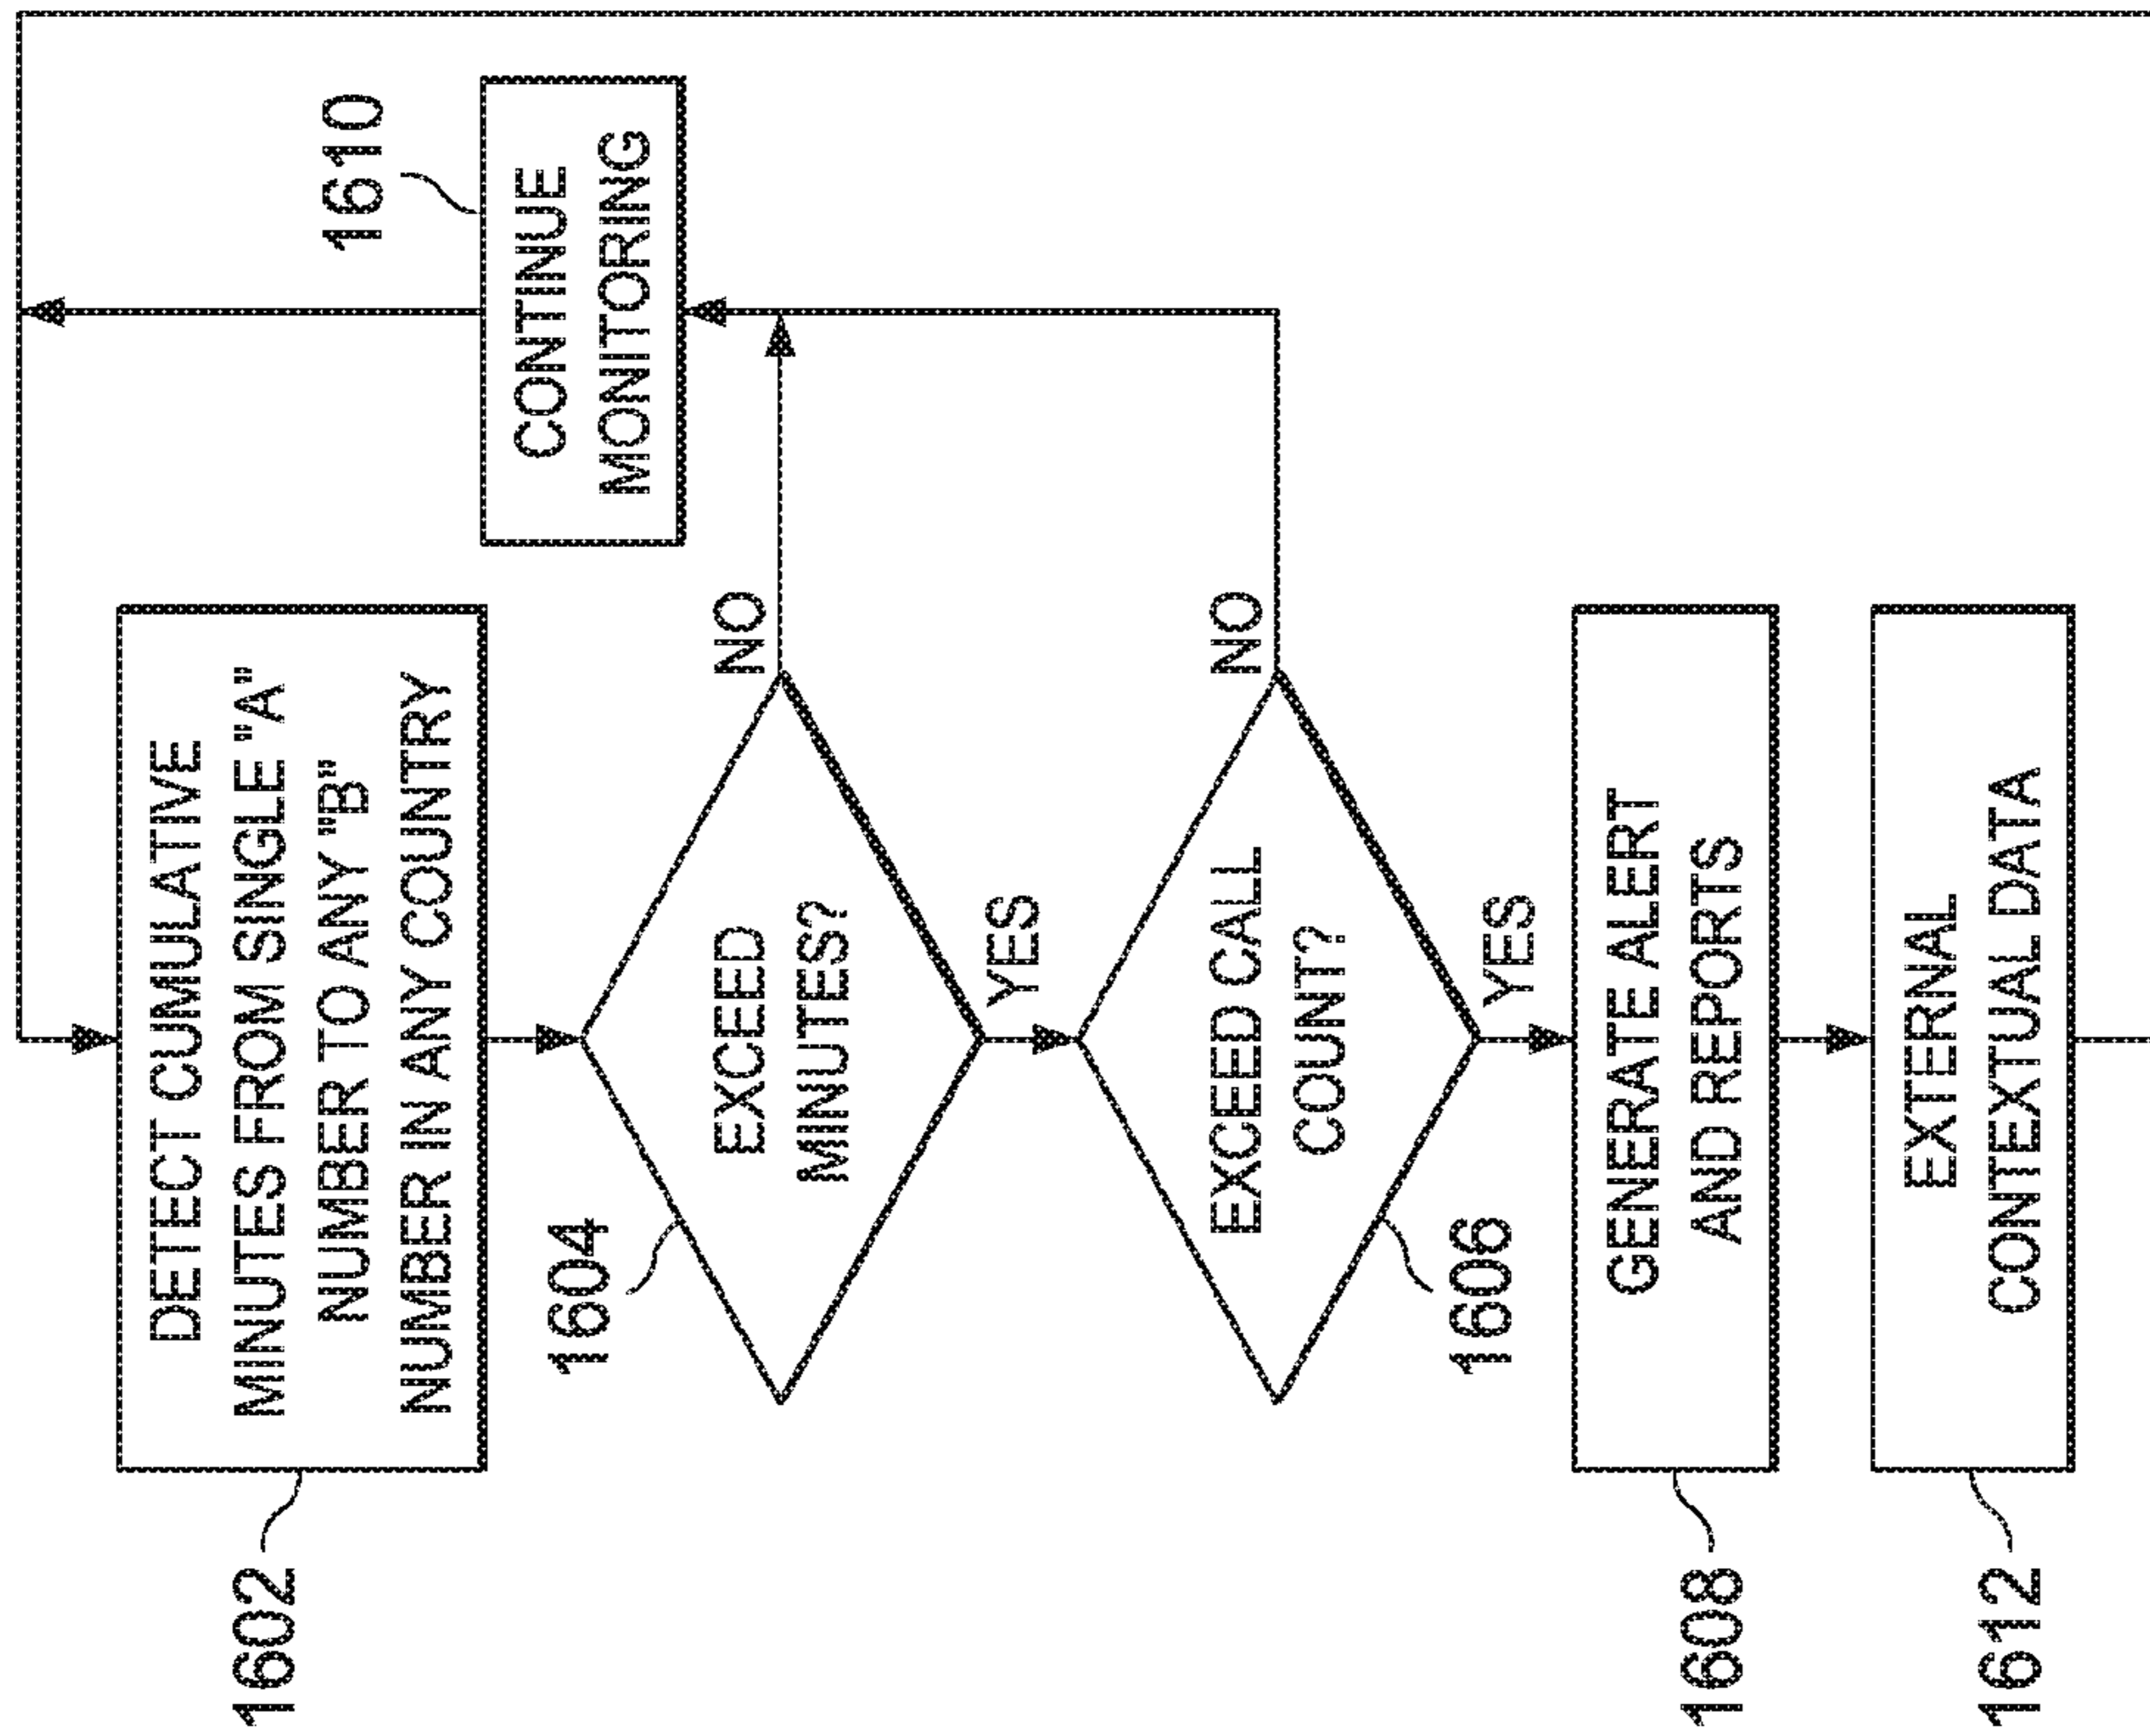 1602
DETECT CUMULATIVE
MINUTES FROM SINGLE "A"
NUMBER TO ANY "B"
NUMBER IN ANY COUNTRY
1604
EXCEED
MINUTES?
NO
YES
1610
CONTINUE
MONITORING
EXCEED CALL
COUNT?
NO
1606
YES
1608
GENERATE ALERT
AND REPORTS
1612
EXTERNAL
CONTEXTUAL DATA